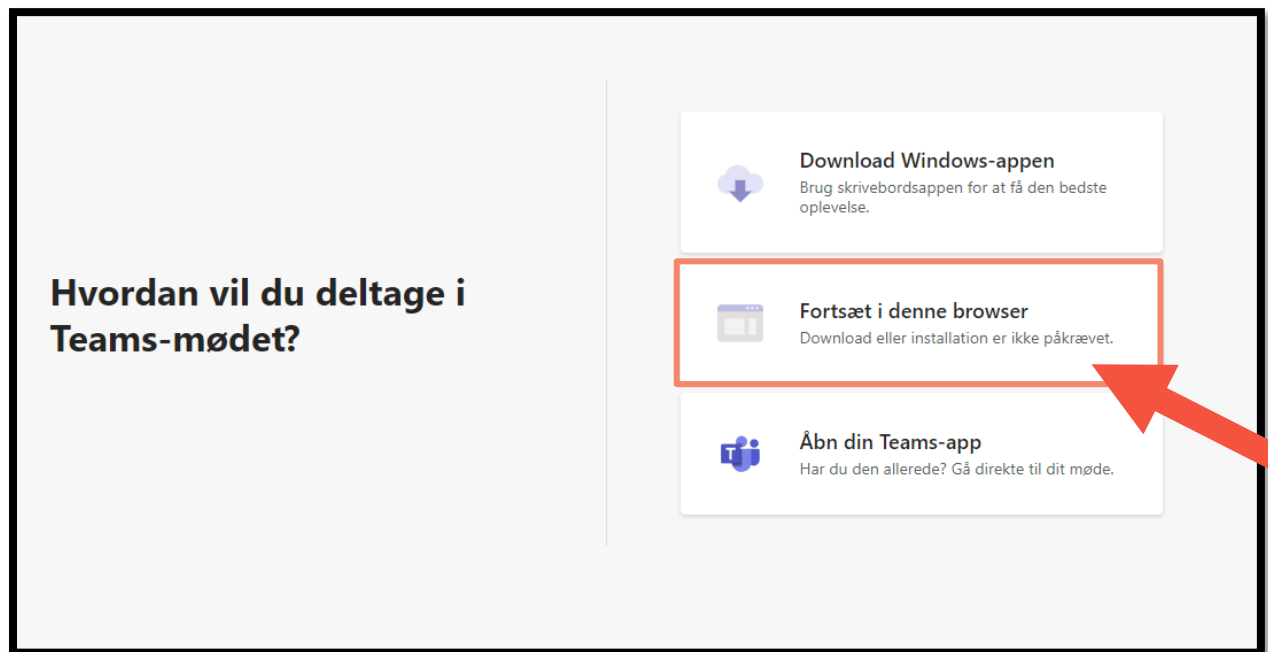 Hvordan vil du deltage i
Teams-mødet?
Download Windows-appen
Brug skrivebordsappen for at få den bedste
oplevelse.
Fortsæt i denne browser
Download eller installation er ikke påkrævet.
Åbn din Teams-app
Har du den allerede? Gå direkte til dit møde.